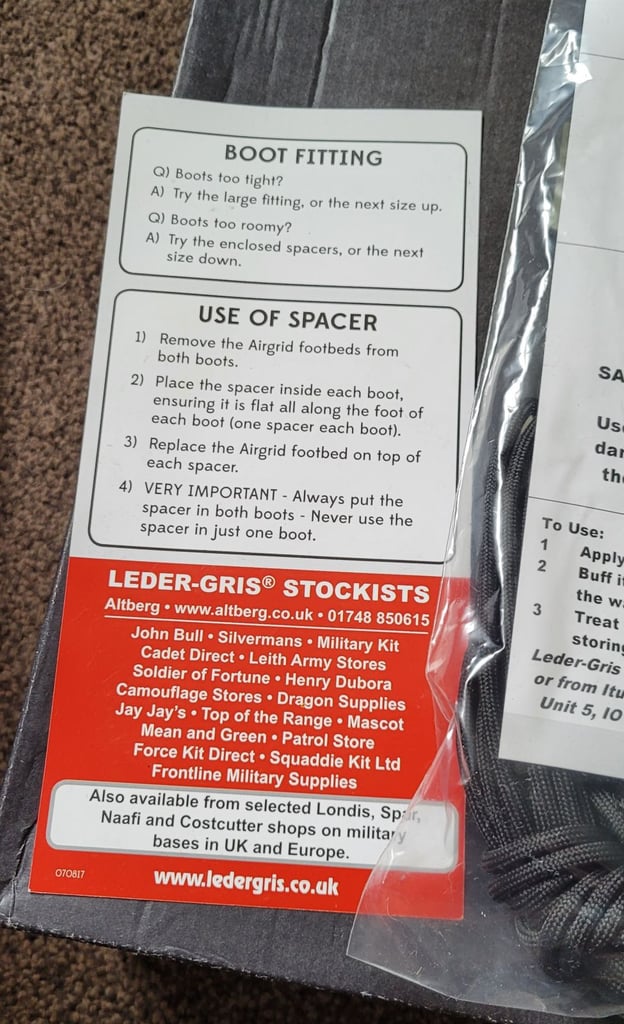 BOOT FITTING
Q) Boots too tight?
A) Try the large fitting, or the next size up.
Q) Boots too roomy?
A) Try the enclosed spacers, or the next
size down.
USE OF SPACER
1) Remove the Airgrid footbeds from
both boots.
2) Place the spacer inside each boot,
ensuring it is flat all along the foot of
each boot (one spacer each boot).
3) Replace the Airgrid footbed on top of
each spacer.
4) VERY IMPORTANT - Always put the
spacer in both boots - Never use the
spacer in just one boot.
LEDER-GRIS® STOCKISTS
Altberg • www.altberg.co.uk • 01748 850615
John Bull • Silvermans • Military Kit
Cadet Direct • Leith Army Stores
Soldier of Fortune • Henry Dubora
Camouflage Stores • Dragon Supplies
Jay Jay's • Top of the Range • Mascot
Mean and Green • Patrol Store
Force Kit Direct • Squaddie Kit Ltd
Frontline Military Supplies
Also available from selected Londis, Spar,
Naafi and Costcutter shops on military
bases in UK and Europe.
070817
www.ledergris.co.uk
SA
Us
dar
th
To Use:
1 Apply
2 Buff i
the w
3 Treat
storing
Leder-Gris
or from Itu
Unit 5, IO